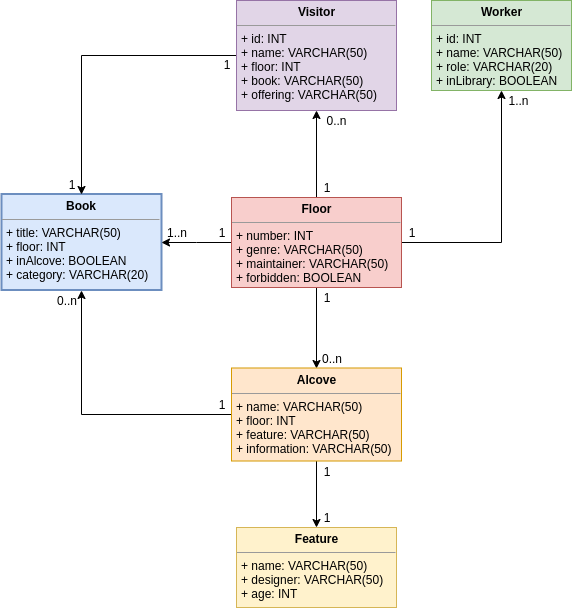 Visitor
+ id: INT
+ name: VARCHAR(50)
+ floor: INT
+ book: VARCHAR(50)
+ offering: VARCHAR(50)
Worker
+ id: INT
+ name: VARCHAR(50)
+ role: VARCHAR(20)
+ inLibrary: BOOLEAN
1
0..n
1..n
1
1
Book
+ title: VARCHAR(50)
+ floor: INT
+ inAlcove: BOOLEAN
+ category: VARCHAR(20)
1..n
1
Floor
+ number: INT
+ genre: VARCHAR(50)
+ maintainer: VARCHAR(50)
+ forbidden: BOOLEAN
1
0..n
1
0..n
1
Alcove
+ name: VARCHAR(50)
+ floor: INT
+ feature: VARCHAR(50)
+ information: VARCHAR(50)
1
1
Feature
+ name: VARCHAR(50)
+ designer: VARCHAR(50)
+ age: INT